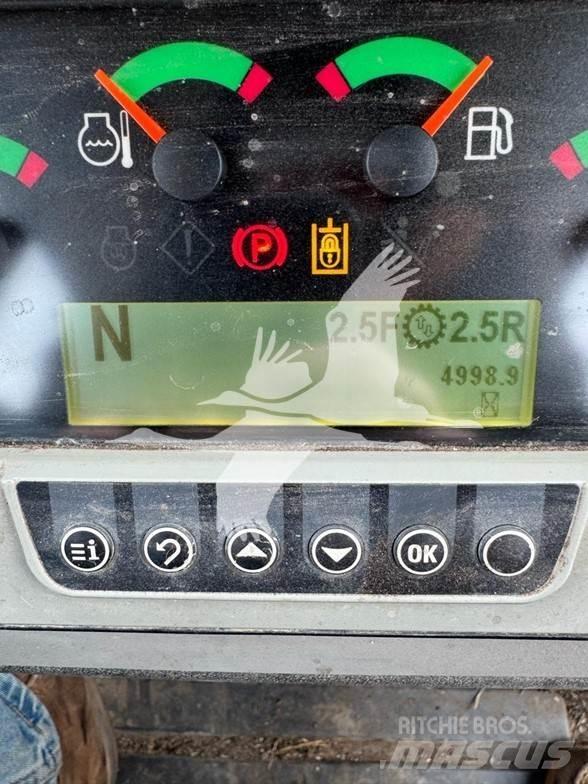 P
N 2.5F 2.5R
4998.9
i OK
RITCHIE BROS.
MASCUS